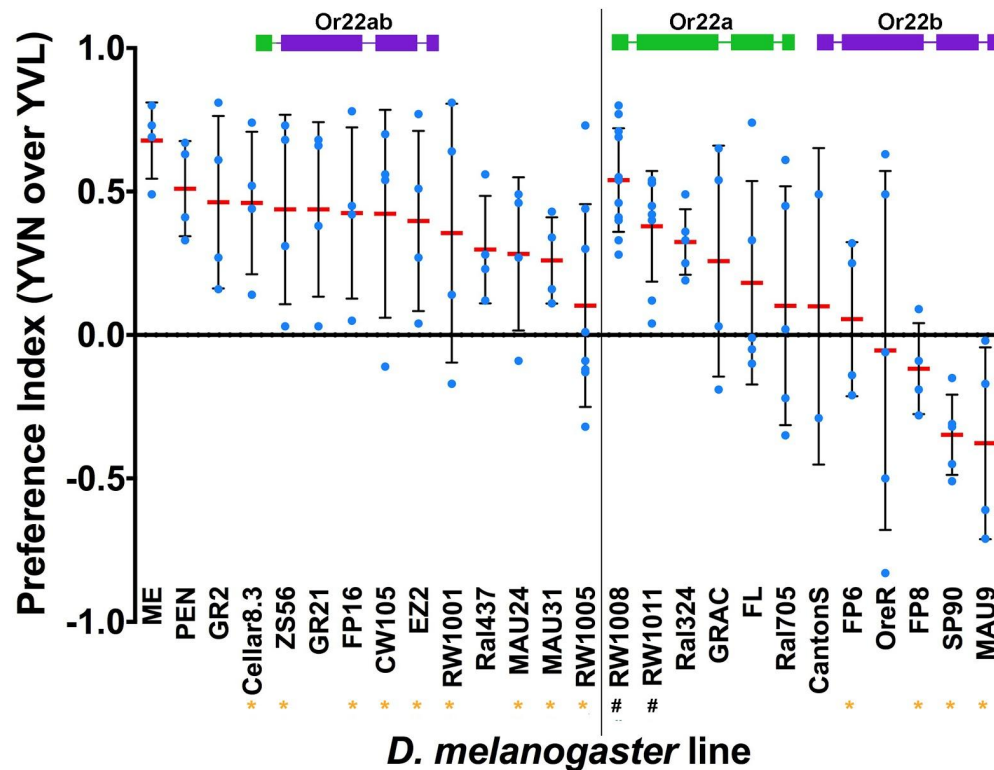 Or22ab
Or22a
Or22b
Preference Index (YVN over YVL)
1.0
0.5
0.0
-0.5
-1.0
ME
PEN
GR2
Cellar8.3
ZS56
GR21
FP16
CW105
EZ2
RW1001
Ral437
MAU24
MAU31
RW1005
RW1008
RW1011
Ral324
GRAC
FL
Ral705
CantonS
FP6
OreR
FP8
SP90
MAU9
* * * * * * * * * # # * * * *
D. melanogaster line